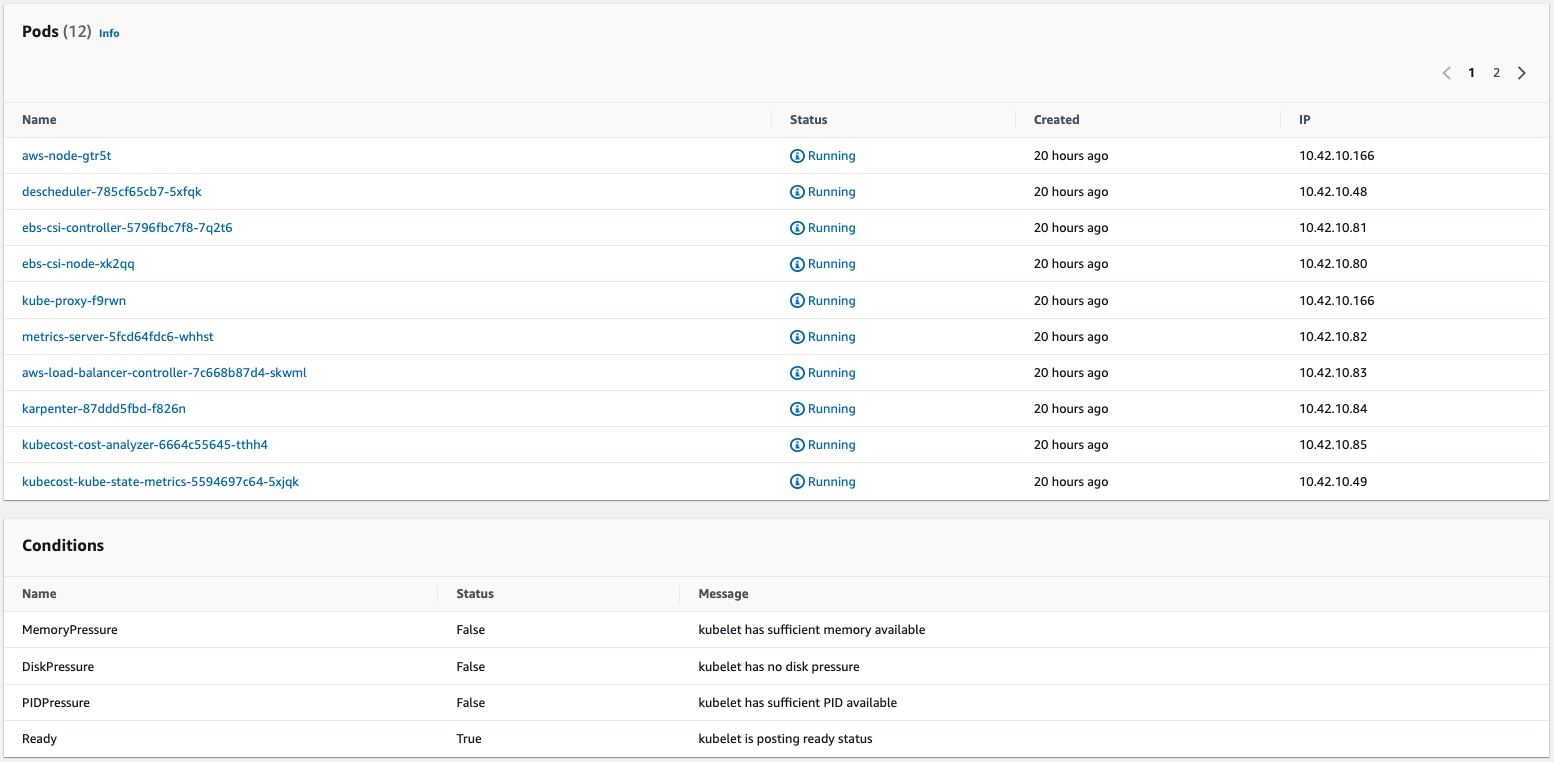 Pods (12) Info
1 2
Name Status Created IP
aws-node-gtr5t Running 20 hours ago 10.42.10.166
descheduler-785cf65cb7-5xfqk Running 20 hours ago 10.42.10.48
ebs-csi-controller-5796fbc7f8-7q2t6 Running 20 hours ago 10.42.10.81
ebs-csi-node-xk2qq Running 20 hours ago 10.42.10.80
kube-proxy-f9rwn Running 20 hours ago 10.42.10.166
metrics-server-5fcd64fdc6-whhst Running 20 hours ago 10.42.10.82
aws-load-balancer-controller-7c668b87d4-skwml Running 20 hours ago 10.42.10.83
karpenter-87ddd5fbd-f826n Running 20 hours ago 10.42.10.84
kubecost-cost-analyzer-6664c55645-tthh4 Running 20 hours ago 10.42.10.85
kubecost-kube-state-metrics-5594697c64-5xjqk Running 20 hours ago 10.42.10.49
Conditions
Name Status Message
MemoryPressure False kubelet has sufficient memory available
DiskPressure False kubelet has no disk pressure
PIDPressure False kubelet has sufficient PID available
Ready True kubelet is posting ready status